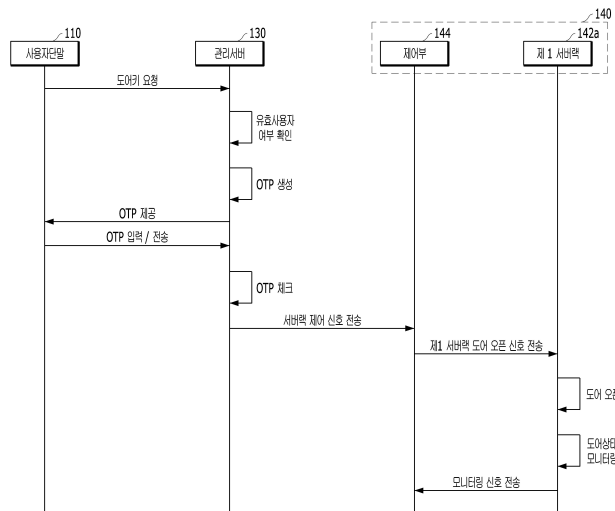 140
110
130
144
142a
사용자단말
관리서버
제어부
제 1 서버랙
도어키 요청
유효사용자
여부 확인
OTP 생성
OTP 제공
OTP 입력 / 전송
OTP 체크
서버랙 제어 신호 전송
제1 서버랙 도어 오픈 신호 전송
도어 오픈
도어상태
모니터링
모니터링 신호 전송